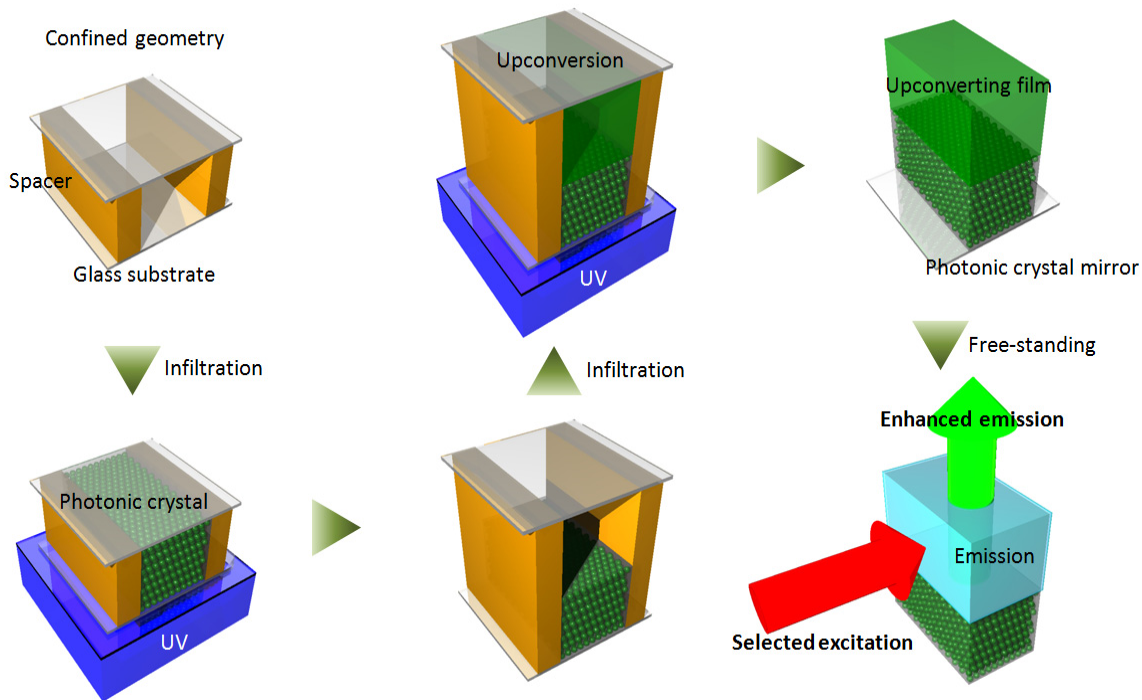 Confined geometry
Spacer
Glass substrate
Infiltration
Photonic crystal
UV
Infiltration
Upconversion
UV
Upconverting film
Photonic crystal mirror
Free-standing
Enhanced emission
Emission
Selected excitation